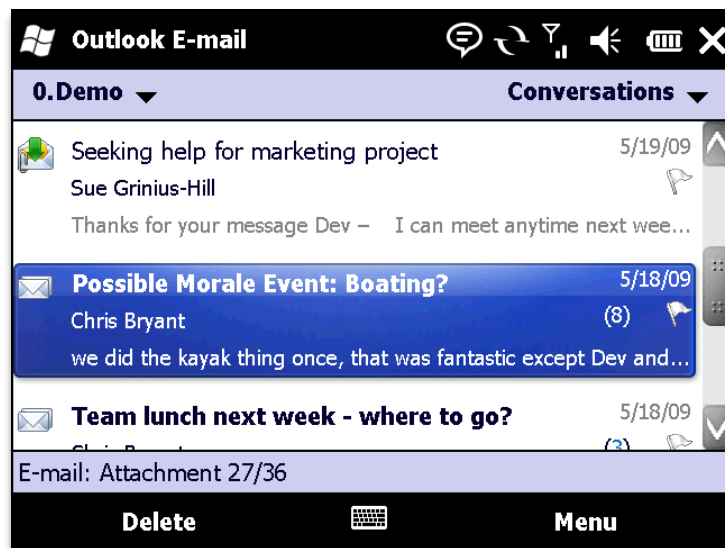 Outlook E-mail
0.Demo Conversations
Seeking help for marketing project 5/19/09
Sue Grinius-Hill
Thanks for your message Dev – I can meet anytime next wee...
Possible Morale Event: Boating? 5/18/09
Chris Bryant (8)
we did the kayak thing once, that was fantastic except Dev and...
Team lunch next week - where to go? 5/18/09
(3)
E-mail: Attachment 27/36
Delete Menu